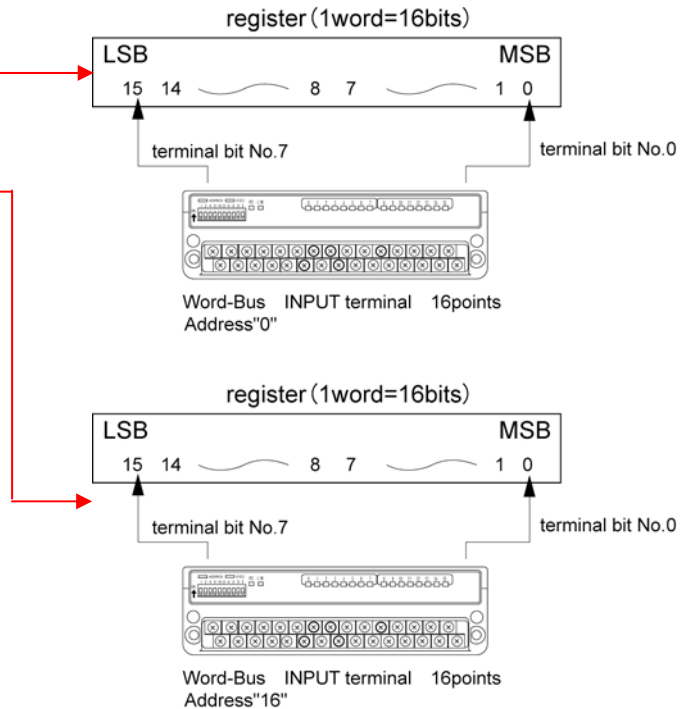 register(1word=16bits)
LSB MSB
15 14 8 7 1 0
terminal bit No.7 terminal bit No.0
Word-Bus INPUT terminal 16points
Address"0"
register(1word=16bits)
LSB MSB
15 14 8 7 1 0
terminal bit No.7 terminal bit No.0
Word-Bus INPUT terminal 16points
Address"16"